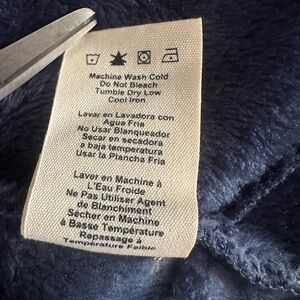 Machine Wash Cold
Do Not Bleach
Tumble Dry Low
Cool Iron
Lavar en Lavadora con
Agua Fria
No Usar Blanqueador
Secar en secadora
a baja temperatura
Usar la Plancha Fria
Laver en Machine à
L'Eau Froide
Ne Pas Utiliser Agent
de Blanchiment
Sécher en Machine
à Basse Température
Repassage à
Température Faible